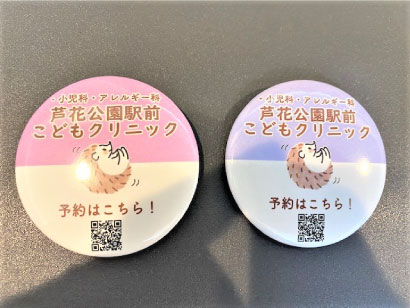 ・小児科・アレルギー科
芦花公園駅前
こどもクリニック
予約はこちら！
・小児科・アレルギー科
芦花公園駅前
こどもクリニック
予約はこちら！